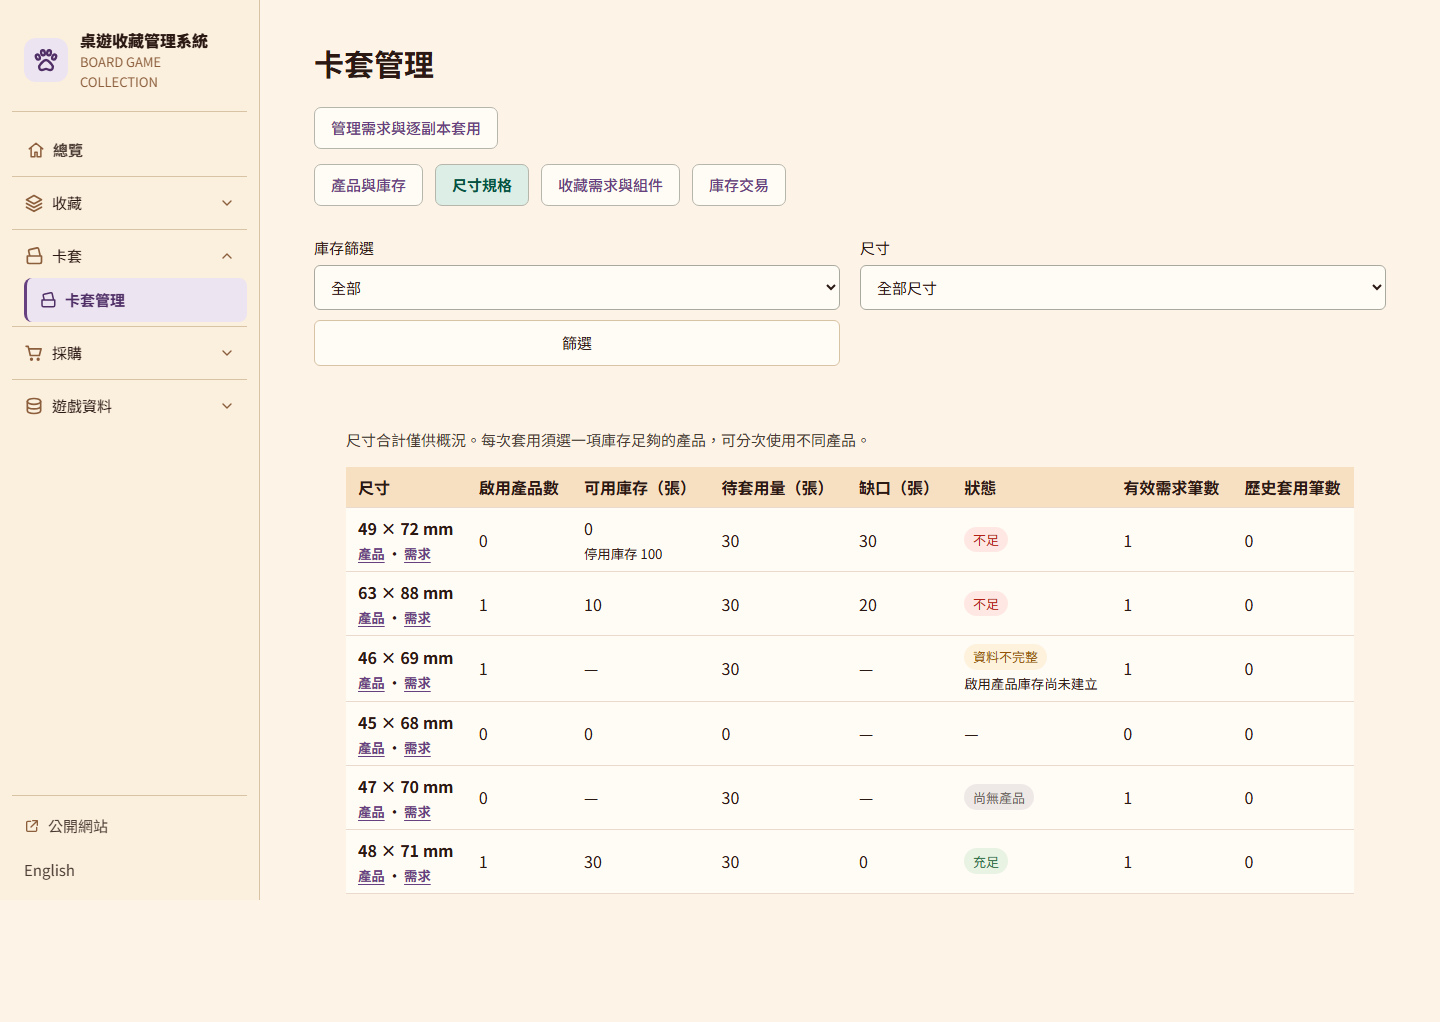 桌遊收藏管理系統
BOARD GAME
COLLECTION
總覽
收藏
卡套
卡套管理
採購
遊戲資料
公開網站
English
卡套管理
管理需求與逐副本套用
產品與庫存
尺寸規格
收藏需求與組件
庫存交易
庫存篩選
尺寸
全部
全部尺寸
篩選
尺寸合計僅供概況。每次套用須選一項庫存足夠的產品，可分次使用不同產品。
尺寸 啟用產品數 可用庫存（張） 待套用量（張） 缺口（張） 狀態 有效需求筆數 歷史套用筆數
49 × 72 mm 0 0 30 30 不足 1 0
產品 • 需求 停用庫存 100
63 × 88 mm 1 10 30 20 不足 1 0
產品 • 需求
46 × 69 mm 1 — 30 — 資料不完整 1 0
產品 • 需求 啟用產品庫存尚未建立
45 × 68 mm 0 0 0 — — 0 0
產品 • 需求
47 × 70 mm 0 — 30 — 尚無產品 1 0
產品 • 需求
48 × 71 mm 1 30 30 0 充足 1 0
產品 • 需求